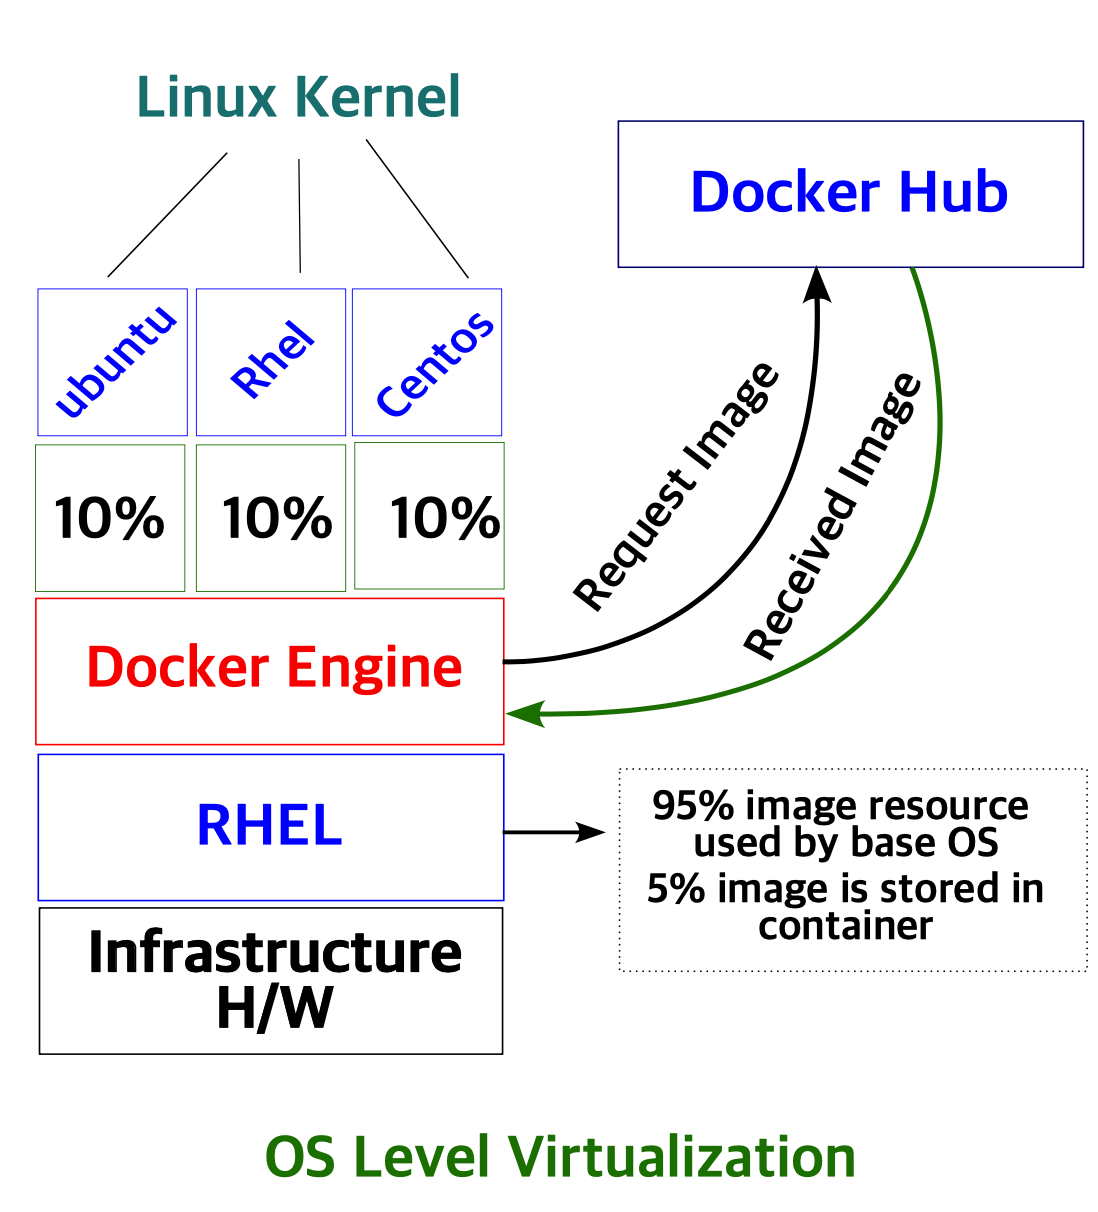 Linux Kernel
Docker Hub
ubuntu
Rhel
Centos
10%
10%
10%
Request Image
Received Image
Docker Engine
RHEL
95% image resource
used by base OS
5% image is stored in
container
Infrastructure
H/W
OS Level Virtualization